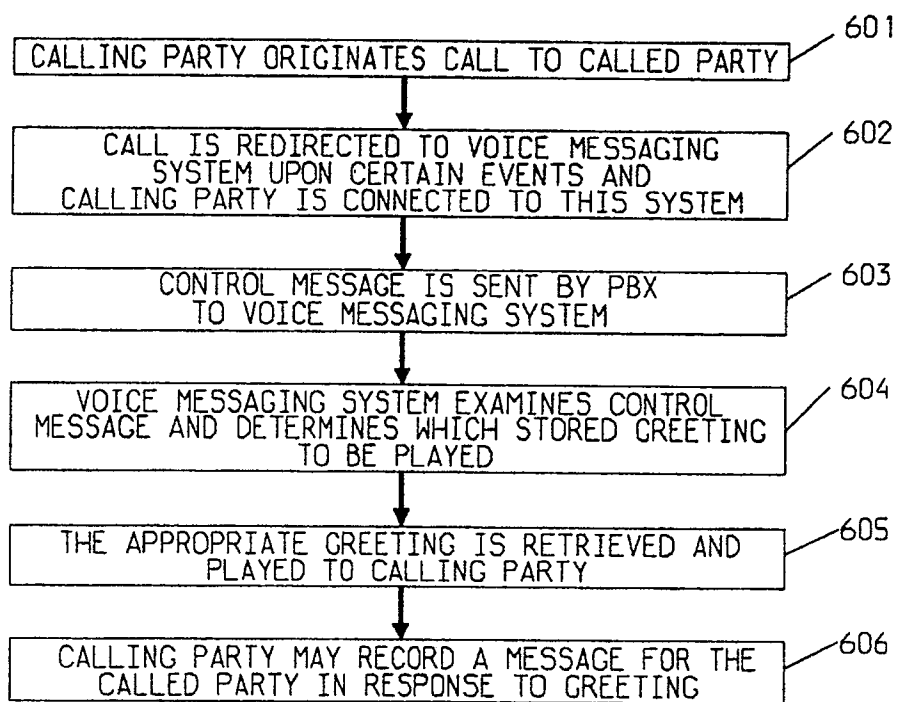 601
CALLING PARTY ORIGINATES CALL TO CALLED PARTY
602
CALL IS REDIRECTED TO VOICE MESSAGING
SYSTEM UPON CERTAIN EVENTS AND
CALLING PARTY IS CONNECTED TO THIS SYSTEM
603
CONTROL MESSAGE IS SENT BY PBX
TO VOICE MESSAGING SYSTEM
604
VOICE MESSAGING SYSTEM EXAMINES CONTROL
MESSAGE AND DETERMINES WHICH STORED GREETING
TO BE PLAYED
605
THE APPROPRIATE GREETING IS RETRIEVED AND
PLAYED TO CALLING PARTY
606
CALLING PARTY MAY RECORD A MESSAGE FOR THE
CALLED PARTY IN RESPONSE TO GREETING